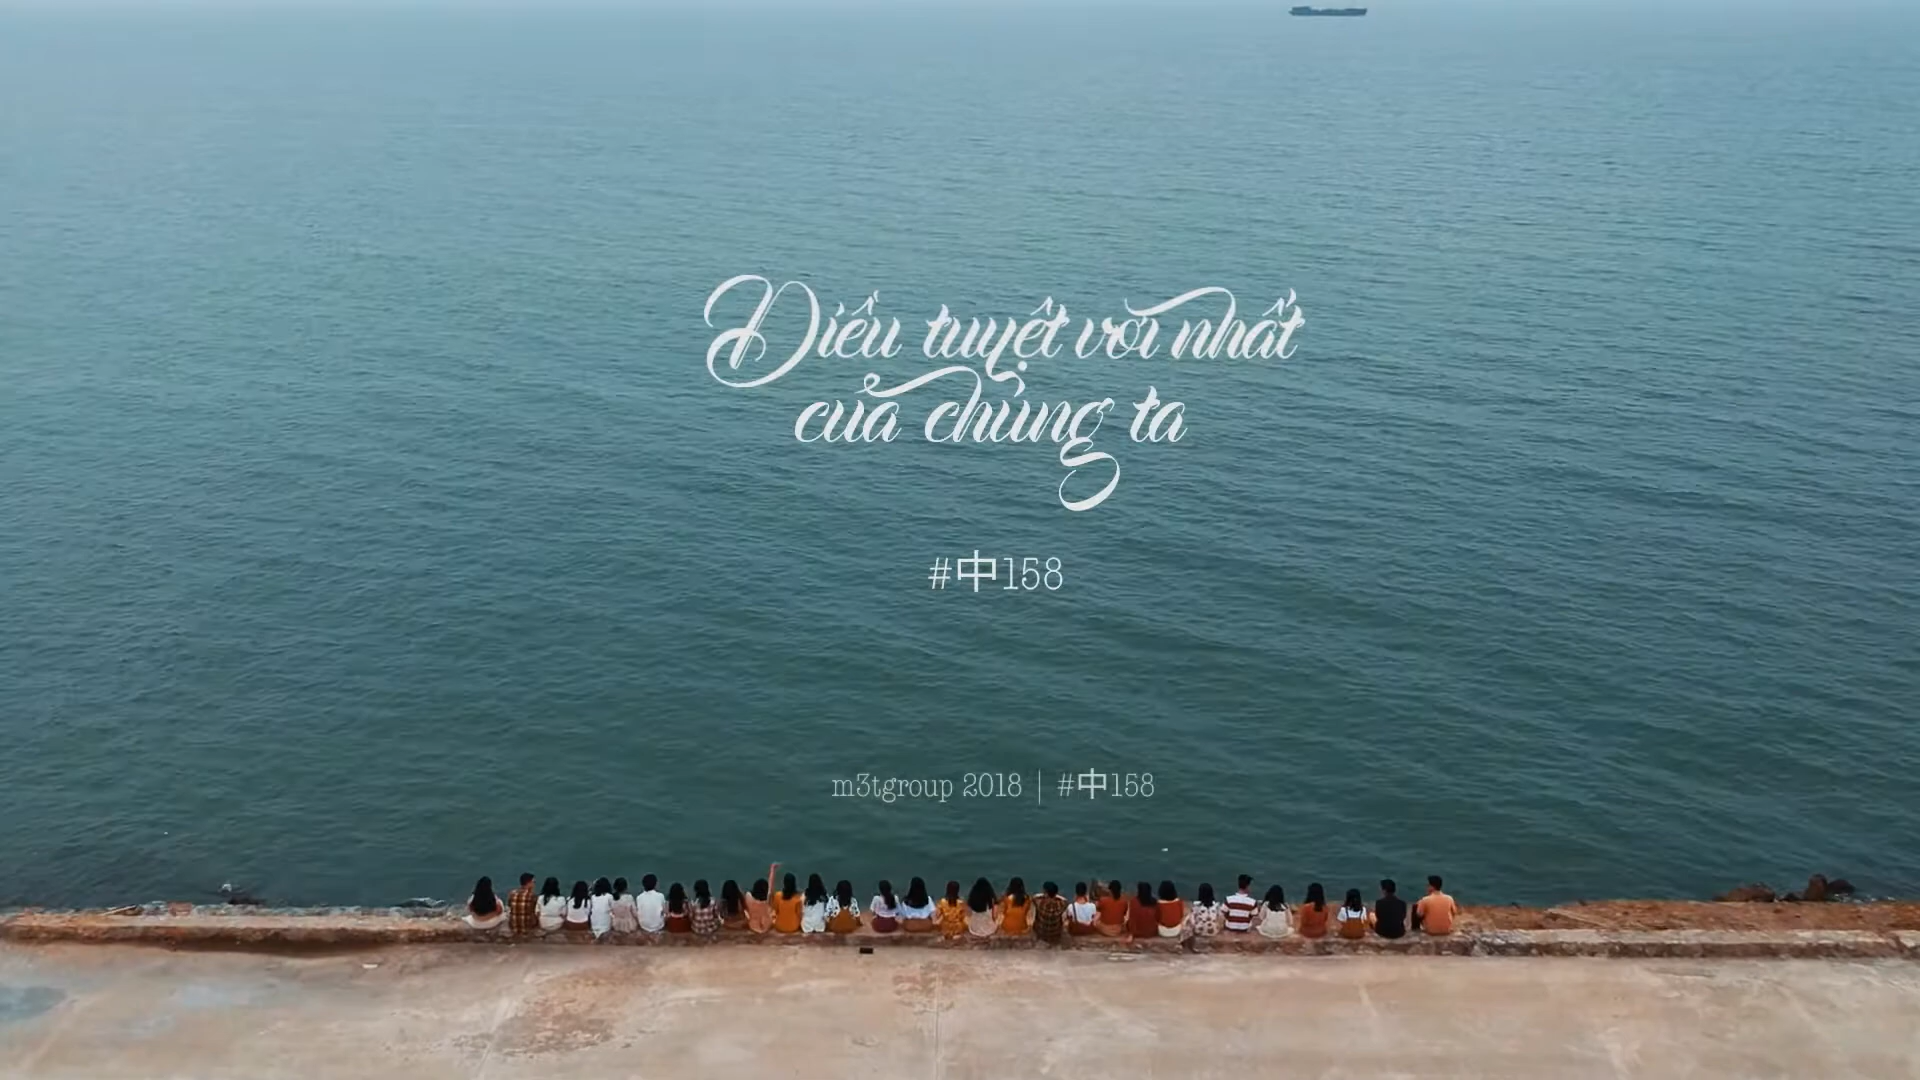 Điều tuyệt vời nhất
của chúng ta
#中158
m3tgroup 2018 | #中158